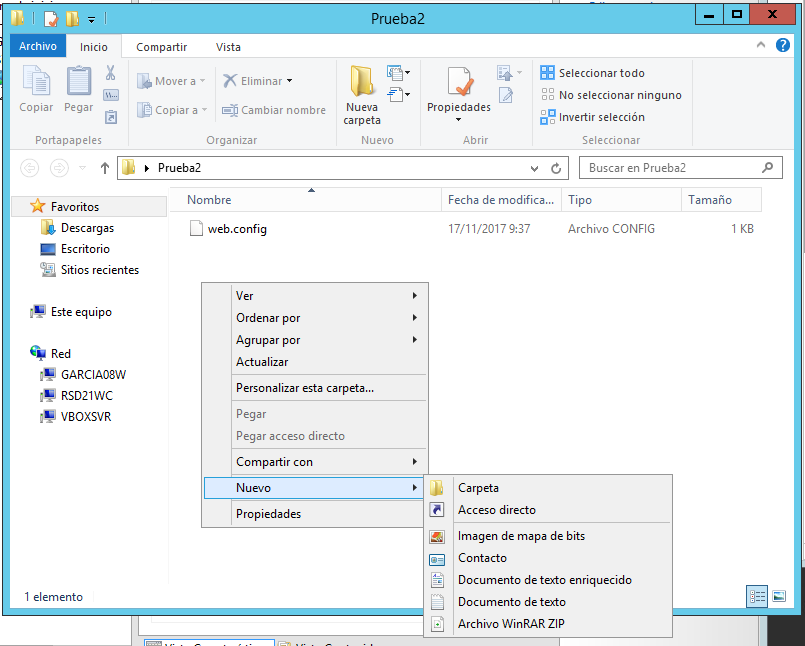 Prueba2
Archivo Inicio Compartir Vista
Copiar
Pegar
Portapapeles
Mover a
Copiar a
Eliminar
Cambiar nombre
Organizar
Nueva
carpeta
Nuevo
Propiedades
Abrir
Seleccionar todo
No seleccionar ninguno
Invertir selección
Seleccionar
Prueba2
Buscar en Prueba2
Favoritos
Descargas
Escritorio
Sitios recientes
Este equipo
Red
GARCIA08W
RSD21WC
VBOXSVR
Nombre Fecha de modifica... Tipo Tamaño
web.config 17/11/2017 9:37 Archivo CONFIG 1 KB
Ver
Ordenar por
Agrupar por
Actualizar
Personalizar esta carpeta...
Pegar
Pegar acceso directo
Compartir con
Nuevo
Propiedades
Carpeta
Acceso directo
Imagen de mapa de bits
Contacto
Documento de texto enriquecido
Documento de texto
Archivo WinRAR ZIP
1 elemento